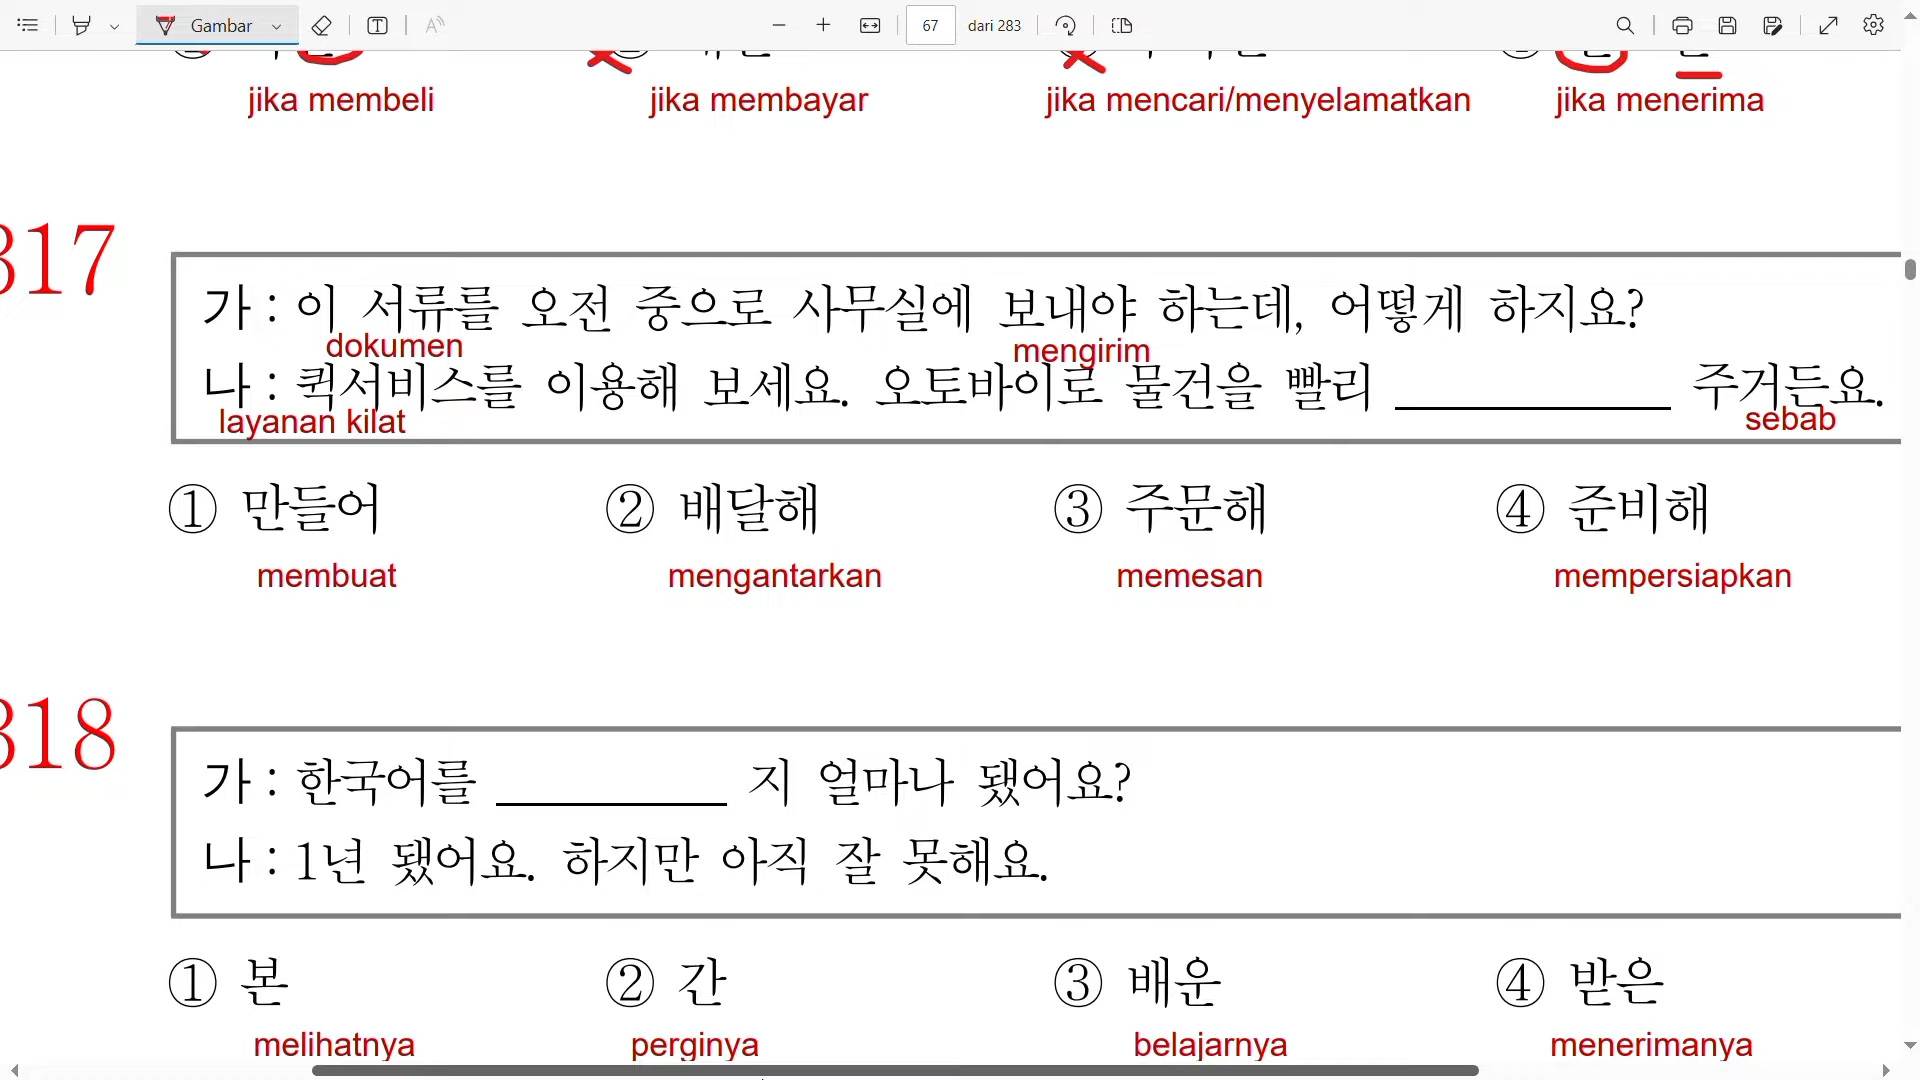 Gambar
67
dari 283
jika membeli
jika membayar
jika mencari/menyelamatkan
jika menerima
317
가 : 이 서류를 오전 중으로 사무실에 보내야 하는데, 어떻게 하지요?
dokumen
mengirim
나 : 퀵서비스를 이용해 보세요. 오토바이로 물건을 빨리 ____________ 주거든요.
layanan kilat
sebab
① 만들어
② 배달해
③ 주문해
④ 준비해
membuat
mengantarkan
memesan
mempersiapkan
318
가 : 한국어를 __________ 지 얼마나 됐어요?
나 : 1년 됐어요. 하지만 아직 잘 못해요.
① 본
② 간
③ 배운
④ 받은
melihatnya
perginya
belajarnya
menerimanya